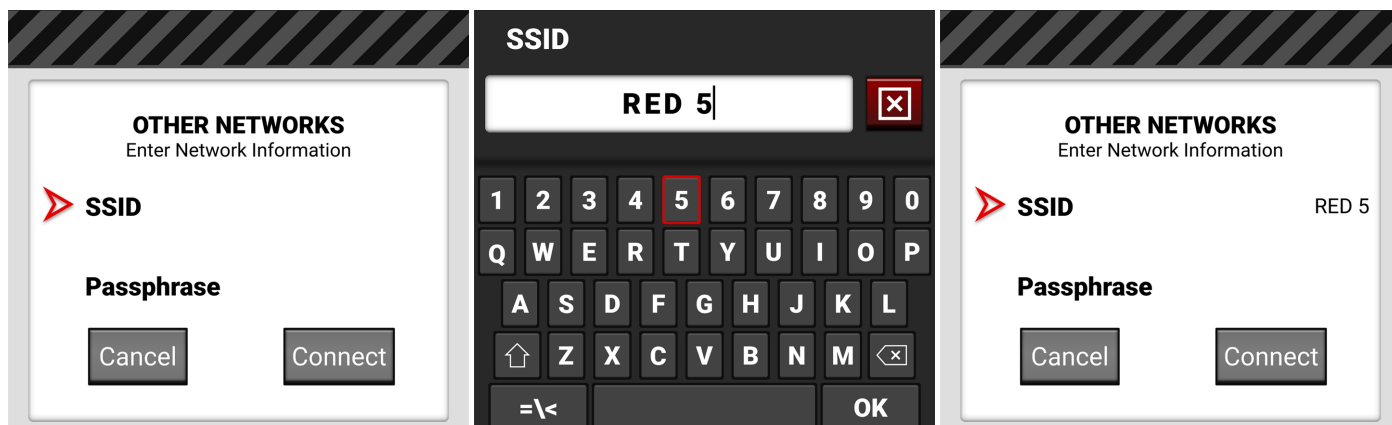 OTHER NETWORKS
Enter Network Information
SSID
Passphrase
Cancel Connect
SSID
RED 5
1 2 3 4 5 6 7 8 9 0
Q W E R T Y U I O P
A S D F G H J K L
Z X C V B N M
=\< OK
OTHER NETWORKS
Enter Network Information
SSID RED 5
Passphrase
Cancel Connect